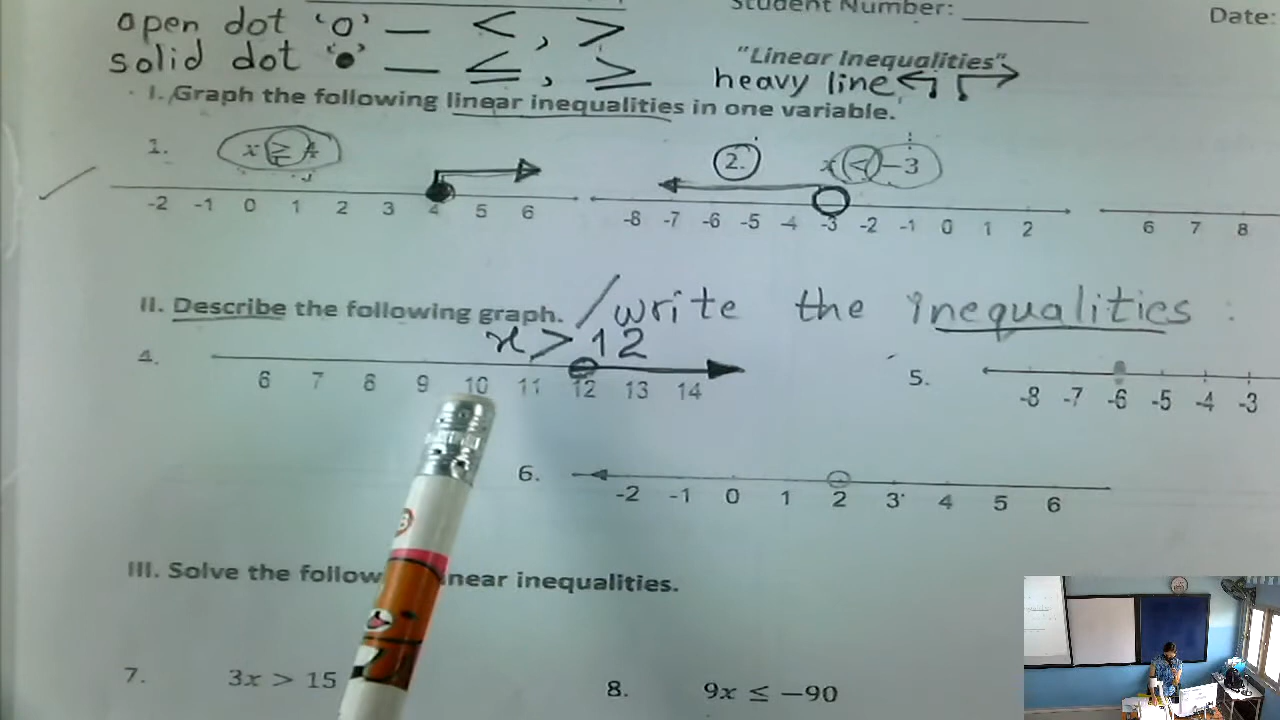 Student Number: ________ Date:
open dot 'o' — <, >
solid dot '●' — ≤, ≥
"Linear Inequalities"
heavy line
I. Graph the following linear inequalities in one variable.
1. x ≥ 4
-2 -1 0 1 2 3 4 5 6
2. x < -3
-8 -7 -6 -5 -4 -3 -2 -1 0 1 2
6 7 8
II. Describe the following graph. / write the inequalities :
x > 12
4. 6 7 8 9 10 11 12 13 14
5. -8 -7 -6 -5 -4 -3
6. -2 -1 0 1 2 3 4 5 6
III. Solve the follow near inequalities.
7. 3x > 15
8. 9x ≤ −90